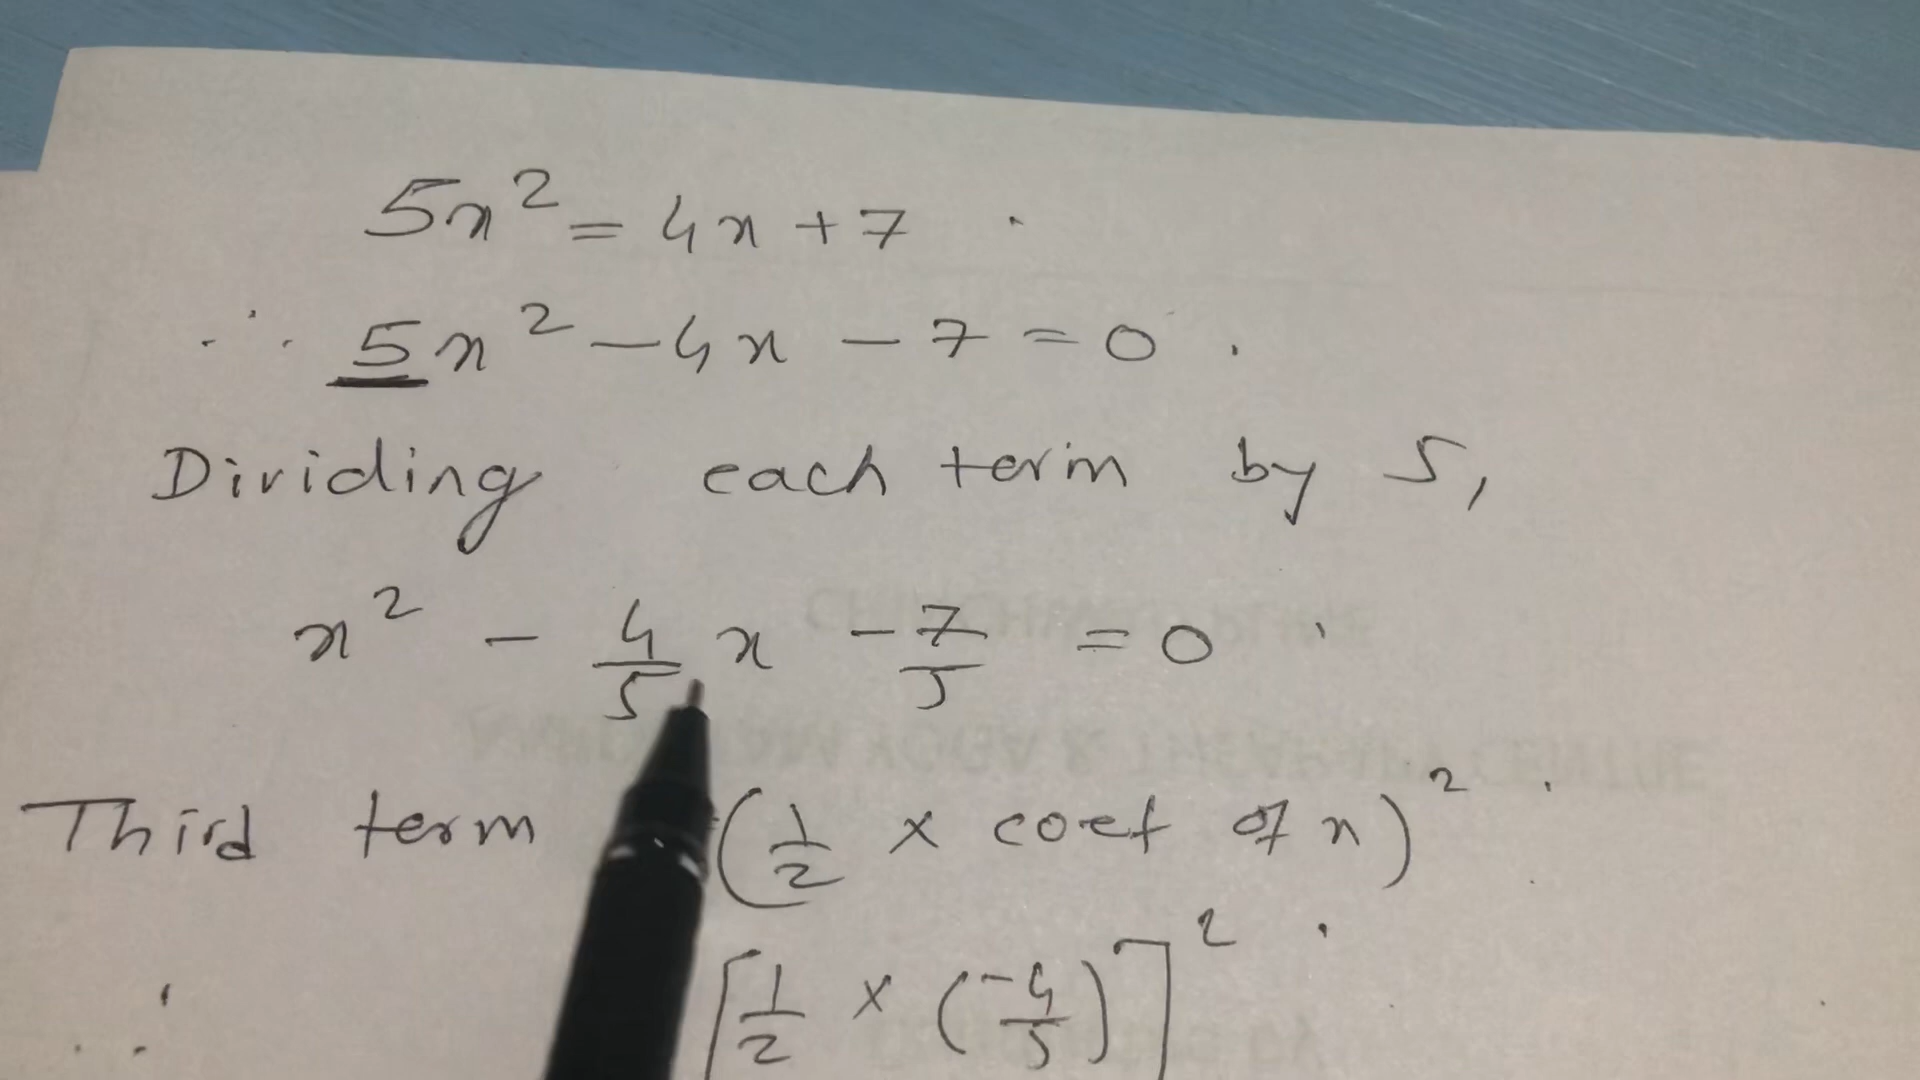 5x² = 4x + 7
∴ 5x² - 4x - 7 = 0.
Dividing each term by 5,
x² - 4/5 x - 7/5 = 0
Third term (1/2 × coef of x)²
∴ [1/2 × (-4/5)]²